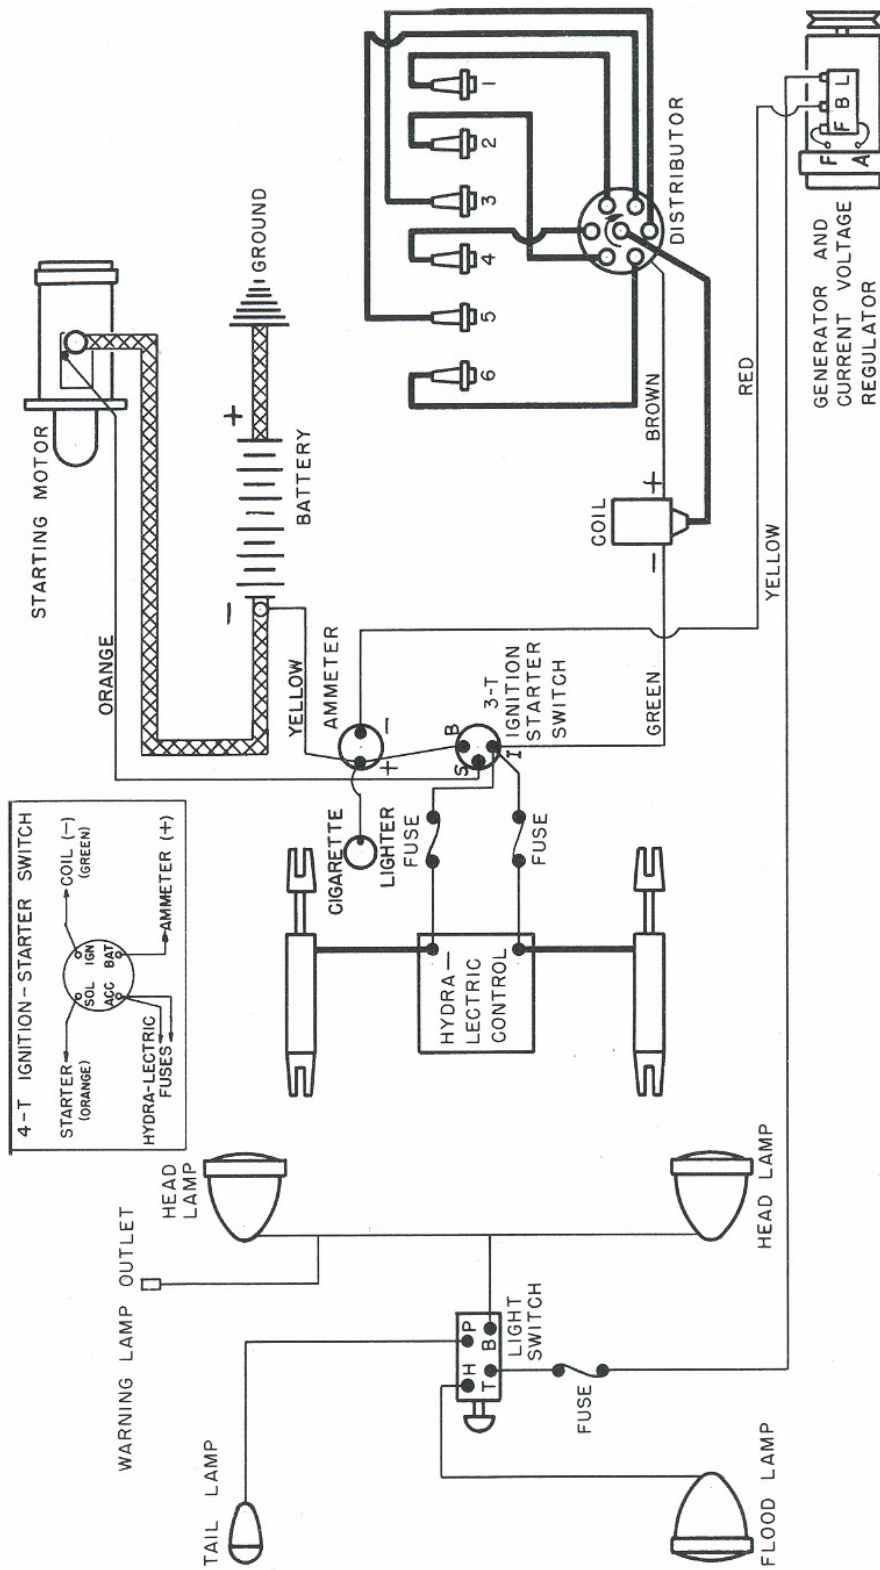 4-T IGNITION-STARTER SWITCH
STARTER
(ORANGE)
COIL (-)
(GREEN)
SOL
IGN
ACC
BAT
HYDRA-LECTRIC
FUSES
AMMETER (+)
STARTING MOTOR
ORANGE
-
+
GROUND
BATTERY
YELLOW
AMMETER
+
-
CIGARETTE
LIGHTER
FUSE
S
B
I
3-T
IGNITION
STARTER
SWITCH
FUSE
GREEN
HYDRA-
LECTRIC
CONTROL
6
5
4
3
2
1
DISTRIBUTOR
COIL
-
+
BROWN
RED
YELLOW
F
A
F
B
L
GENERATOR AND
CURRENT VOLTAGE
REGULATOR
WARNING LAMP OUTLET
HEAD
LAMP
TAIL LAMP
H
P
T
B
LIGHT
SWITCH
FUSE
FLOOD LAMP
HEAD LAMP